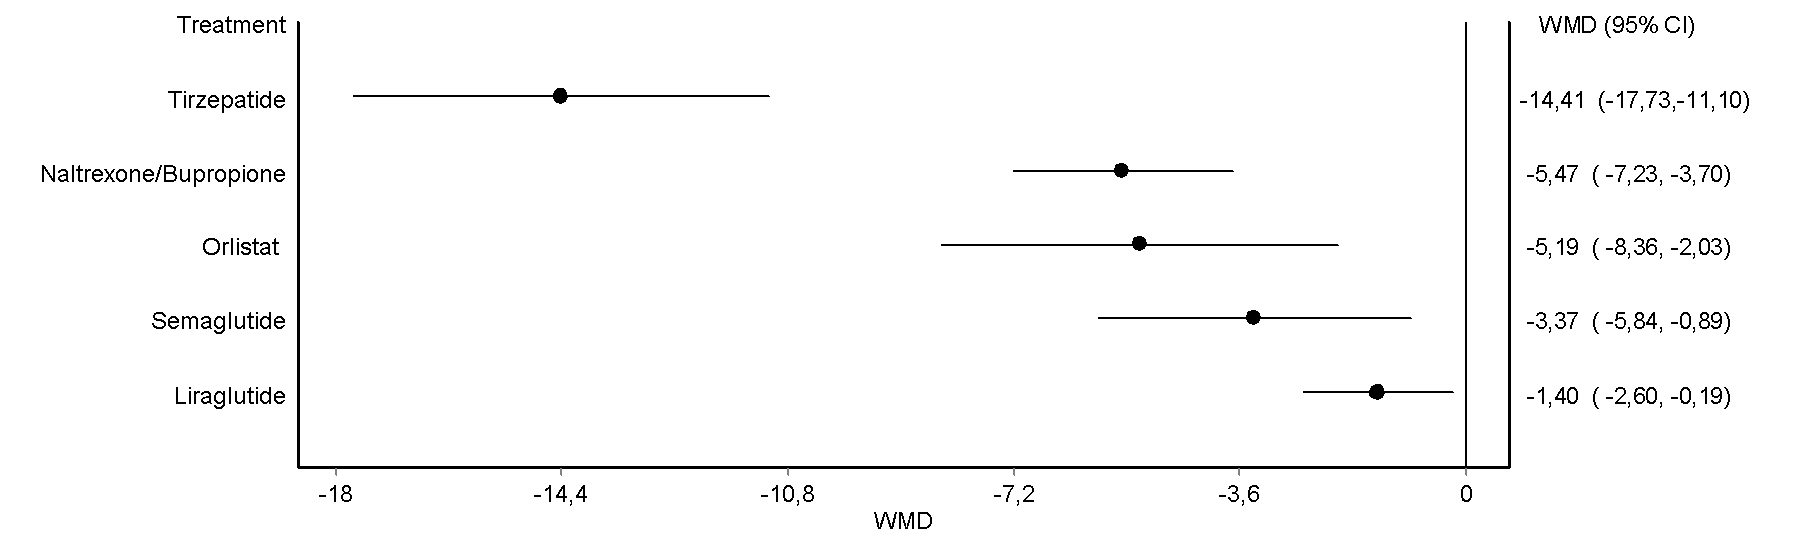 Treatment WMD (95% CI)
Tirzepatide -14,41 (-17,73,-11,10)
Naltrexone/Bupropione -5,47 ( -7,23, -3,70)
Orlistat -5,19 ( -8,36, -2,03)
Semaglutide -3,37 ( -5,84, -0,89)
Liraglutide -1,40 ( -2,60, -0,19)
-18 -14,4 -10,8 -7,2 -3,6 0
WMD